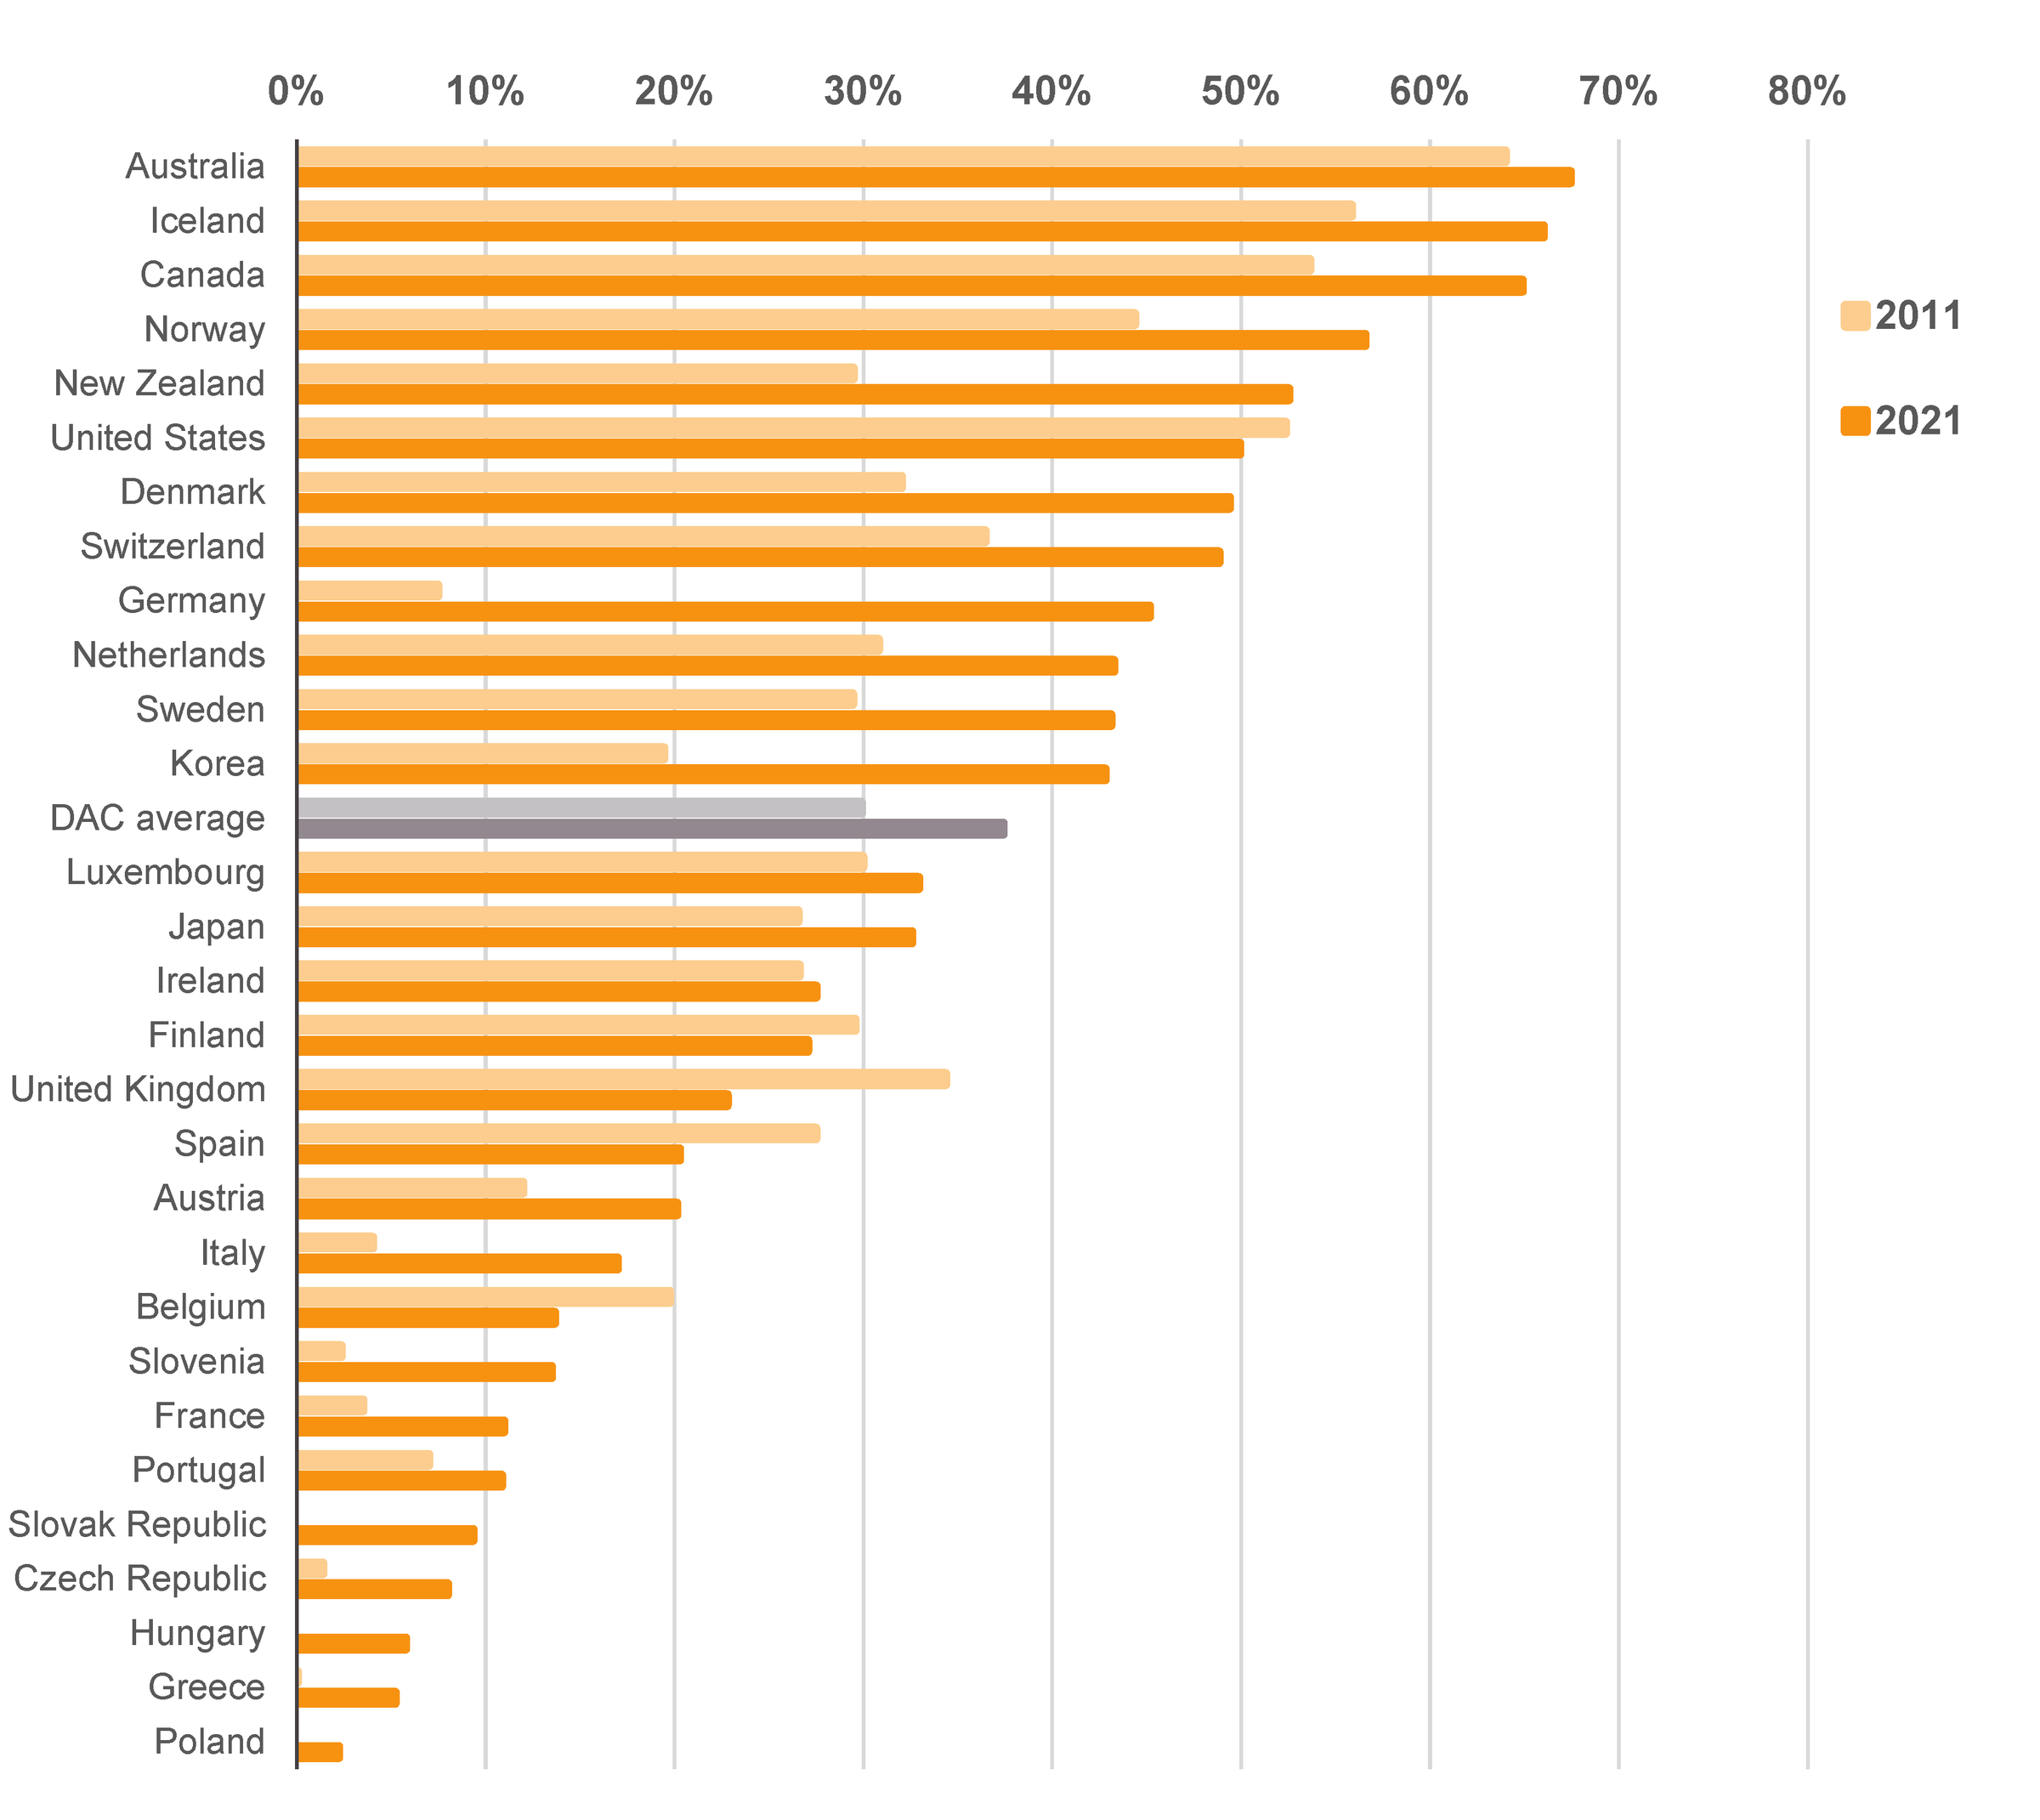 0% 10% 20% 30% 40% 50% 60% 70% 80%
Australia
Iceland
Canada
2011
Norway
New Zealand
2021
United States
Denmark
Switzerland
Germany
Netherlands
Sweden
Korea
DAC average
Luxembourg
Japan
Ireland
Finland
United Kingdom
Spain
Austria
Italy
Belgium
Slovenia
France
Portugal
Slovak Republic
Czech Republic
Hungary
Greece
Poland